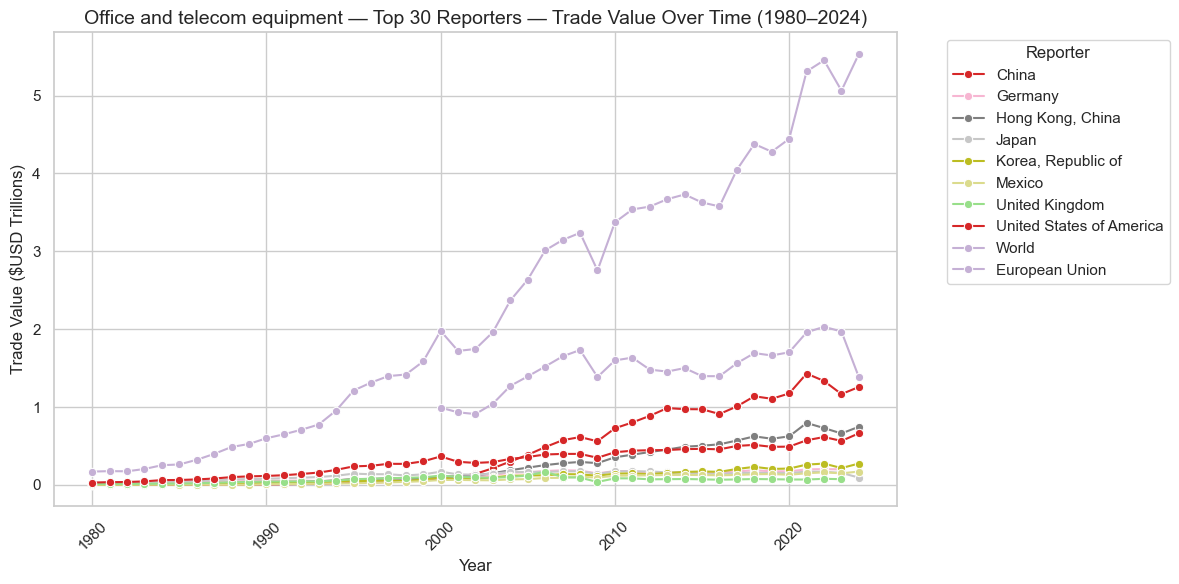 Office and telecom equipment — Top 30 Reporters — Trade Value Over Time (1980–2024)
Trade Value ($USD Trillions)
5
4
3
2
1
0
1980
1990
2000
2010
2020
Year
Reporter
China
Germany
Hong Kong, China
Japan
Korea, Republic of
Mexico
United Kingdom
United States of America
World
European Union